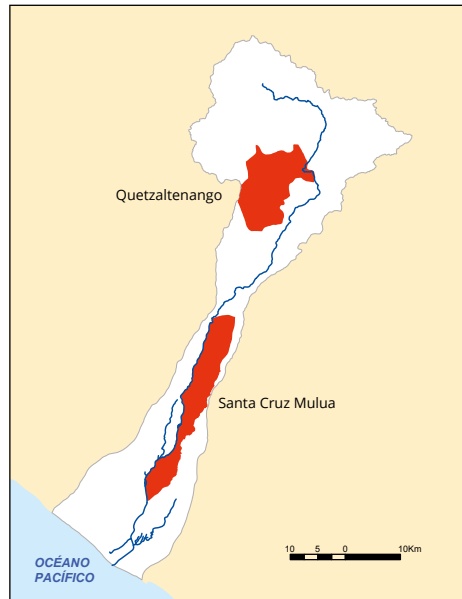 Quetzaltenango
Santa Cruz Mulua
OCÉANO
PACÍFICO
10 5 0 10Km